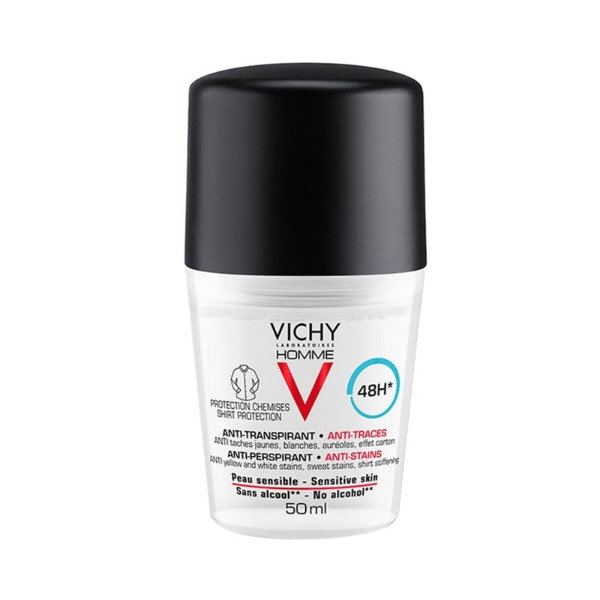 VICHY
LABORATOIRES
HOMME
V
48H*
PROTECTION CHEMISES
SHIRT PROTECTION
ANTI-TRANSPIRANT • ANTI-TRACES
ANTI taches jaunes, blanches, auréoles, effet carton
ANTI-PERSPIRANT • ANTI-STAINS
ANTI-yellow and white stains, sweat stains, shirt stiffening
Peau sensible - Sensitive skin
Sans alcool** - No alcohol**
50ml